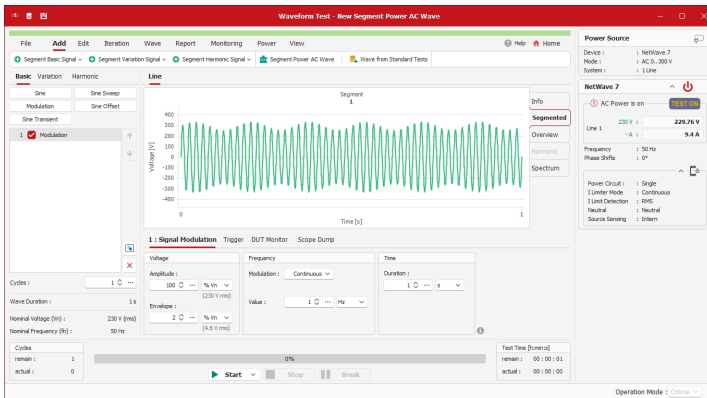 Waveform Test - New Segment Power AC Wave
File Add Edit Iteration Wave Report Monitoring Power View Help Home
Segment Basic Signal Segment Variation Signal Segment Harmonic Signal Segment Power AC Wave Wave from Standard Tests
Basic Variation Harmonic
Sine Sine Sweep
Modulation Sine Offset
Sine Transient
1 Modulation
Cycles : 1 ...
Wave Duration : 1 s
Nominal Voltage (Vn) : 230 V (rms)
Nominal Frequency (fn) : 50 Hz
Line
Segment
1
Voltage [V]
400
300
200
100
0
-100
-200
-300
-400
0 1
Time [s]
Info
Segmented
Overview
Harmonic
Spectrum
1 : Signal Modulation Trigger DUT Monitor Scope Dump
Voltage
Amplitude :
100 ... % Vn
(230 V rms)
Envelope :
2 ... % Vn
(4.6 V rms)
Frequency
Modulation : Continuous
Value : 1 ... Hz
Time
Duration :
1 ... s
Cycles
remain : 1
actual : 0
0%
Start Stop Break
Test Time [h:min:s]
remain : 00 : 00 : 01
actual : 00 : 00 : 00
Power Source
Device : : NetWave 7
Mode : : AC 0...300 V
System : : 1 Line
NetWave 7
AC Power is on TEST ON
Line 1
230 V : 229.76 V
- A : 9.4 A
Frequency : 50 Hz
Phase Shifts : 0°
Power Circuit : : Single
I Limiter Mode : Continuous
I Limit Detection : RMS
Neutral : Neutral
Source Sensing : Intern
Operation Mode : Online